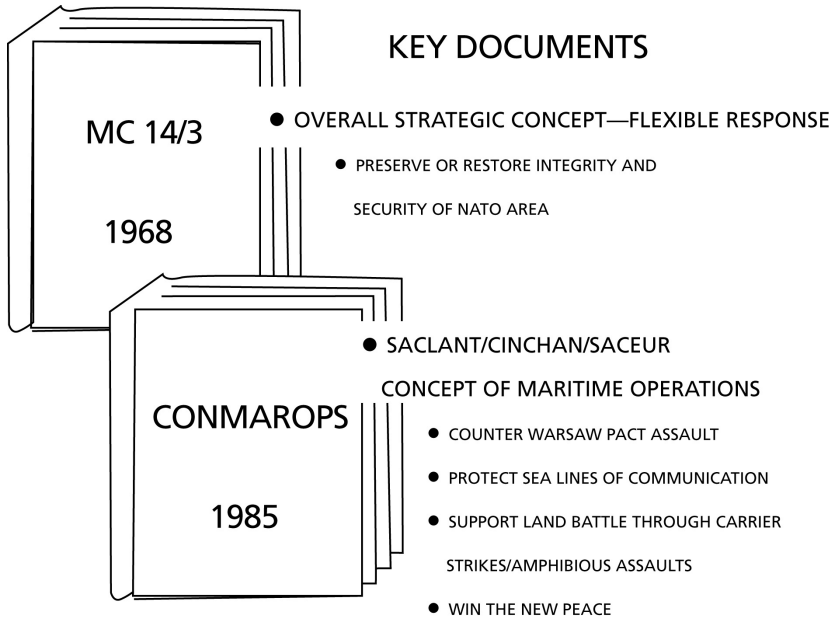 KEY DOCUMENTS
MC 14/3
1968
● OVERALL STRATEGIC CONCEPT—FLEXIBLE RESPONSE
● PRESERVE OR RESTORE INTEGRITY AND
SECURITY OF NATO AREA
CONMAROPS
1985
● SACLANT/CINCHAN/SACEUR
CONCEPT OF MARITIME OPERATIONS
● COUNTER WARSAW PACT ASSAULT
● PROTECT SEA LINES OF COMMUNICATION
● SUPPORT LAND BATTLE THROUGH CARRIER
STRIKES/AMPHIBIOUS ASSAULTS
● WIN THE NEW PEACE